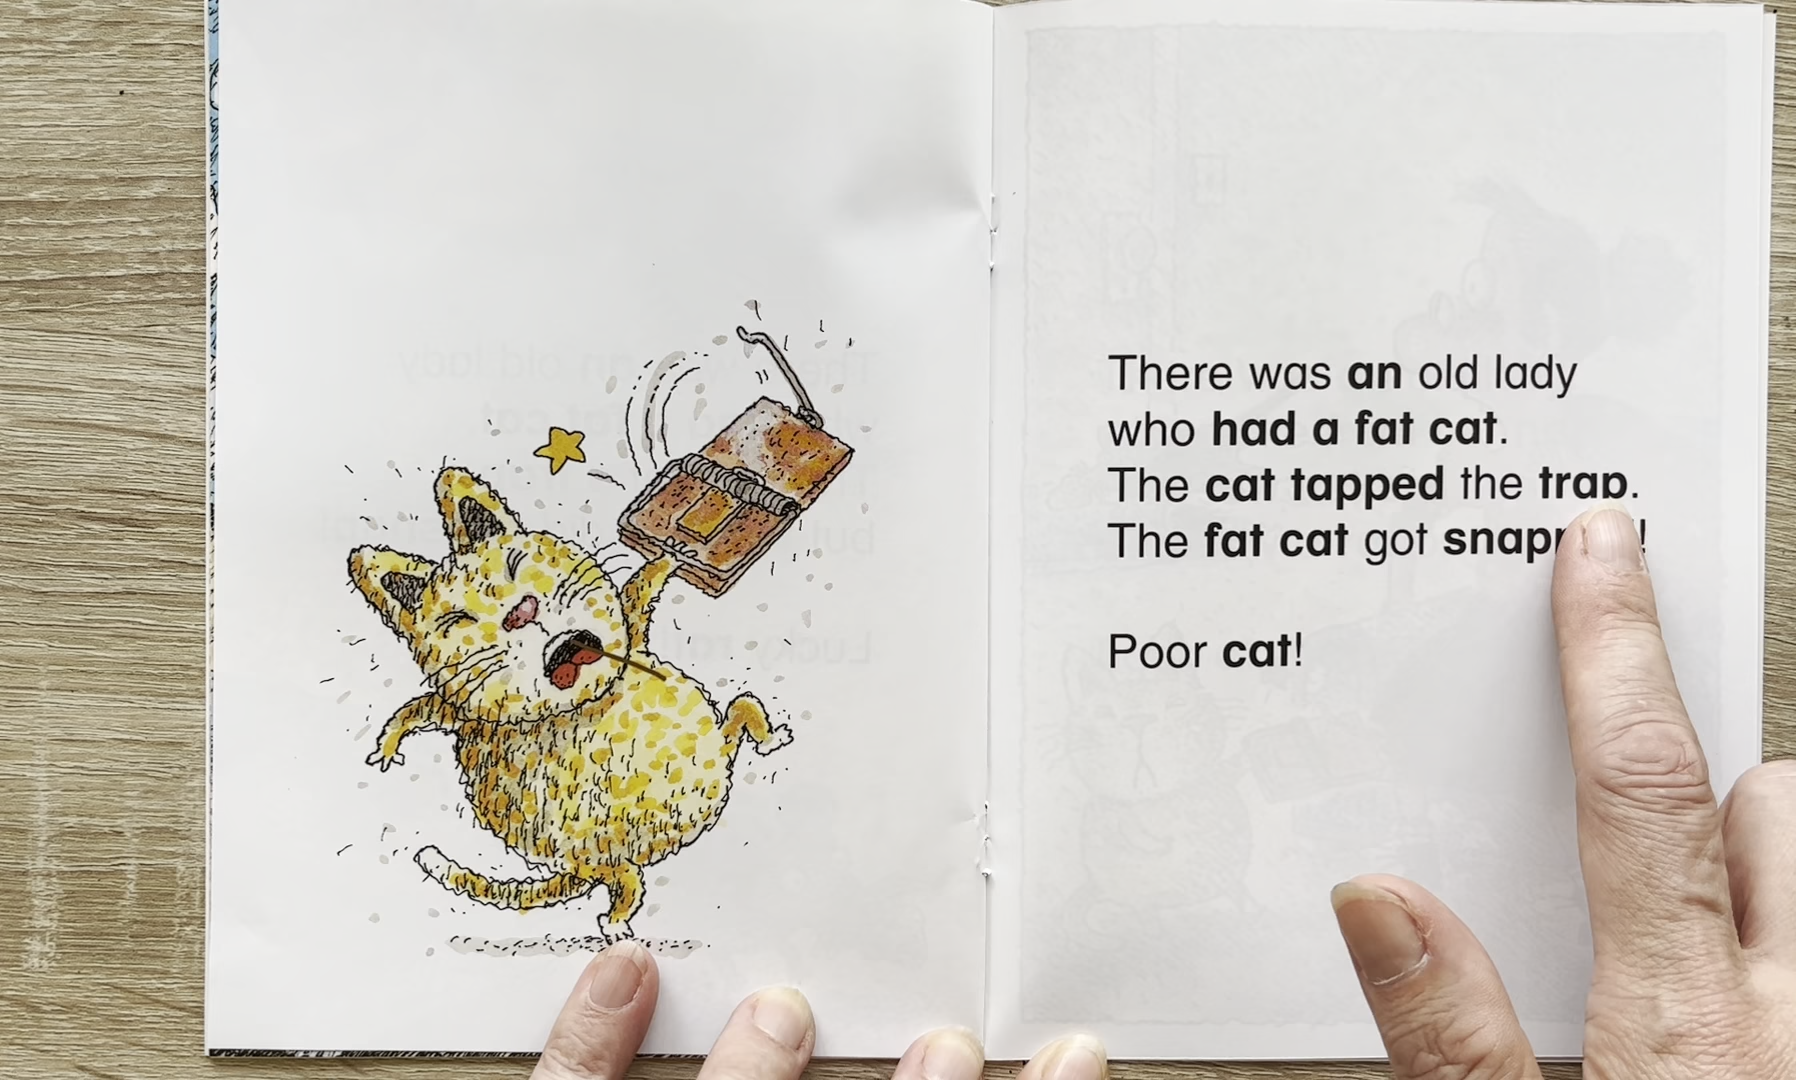 There was an old lady
who had a fat cat.
The cat tapped the trap.
The fat cat got
Poor cat!